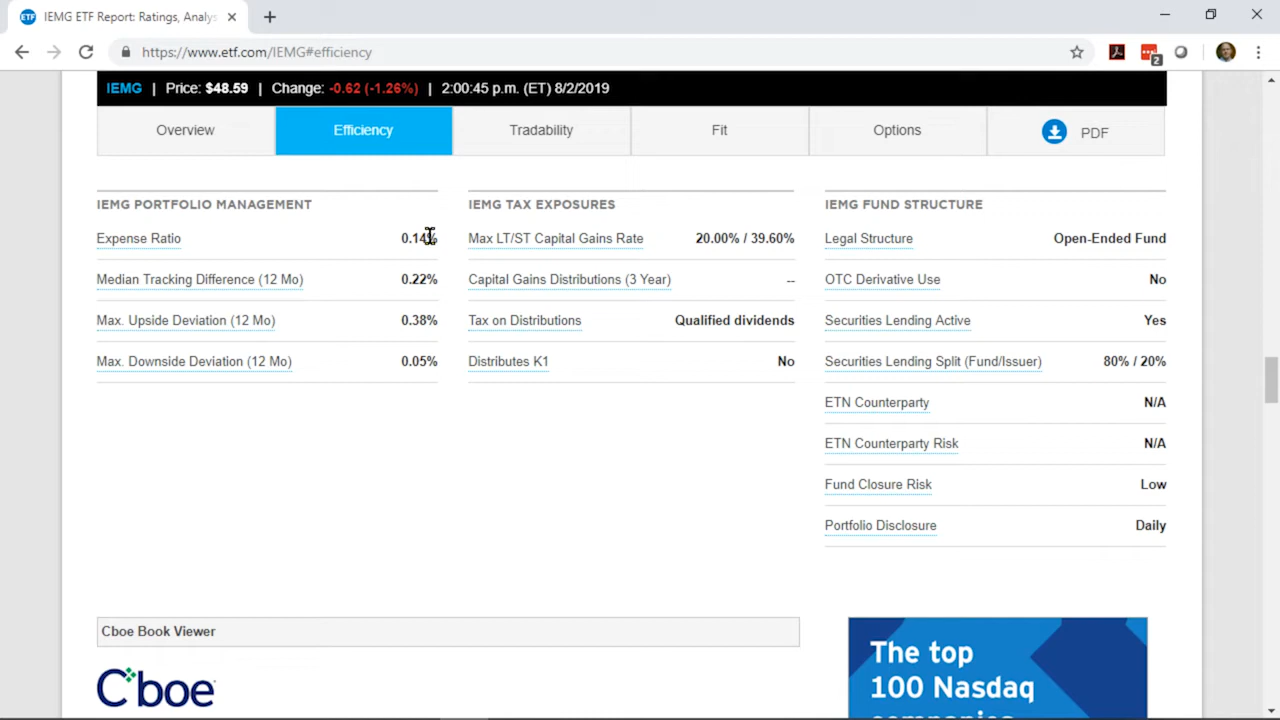 IEMG ETF Report: Ratings, Analys
https://www.etf.com/IEMG#efficiency
2
IEMG | Price: $48.59 | Change: -0.62 (-1.26%) | 2:00:45 p.m. (ET) 8/2/2019
Overview
Efficiency
Tradability
Fit
Options
PDF
IEMG PORTFOLIO MANAGEMENT
Expense Ratio 0.14%
Median Tracking Difference (12 Mo) 0.22%
Max. Upside Deviation (12 Mo) 0.38%
Max. Downside Deviation (12 Mo) 0.05%
IEMG TAX EXPOSURES
Max LT/ST Capital Gains Rate 20.00% / 39.60%
Capital Gains Distributions (3 Year) --
Tax on Distributions Qualified dividends
Distributes K1 No
IEMG FUND STRUCTURE
Legal Structure Open-Ended Fund
OTC Derivative Use No
Securities Lending Active Yes
Securities Lending Split (Fund/Issuer) 80% / 20%
ETN Counterparty N/A
ETN Counterparty Risk N/A
Fund Closure Risk Low
Portfolio Disclosure Daily
Cboe Book Viewer
Cboe
The top
100 Nasdaq
companies